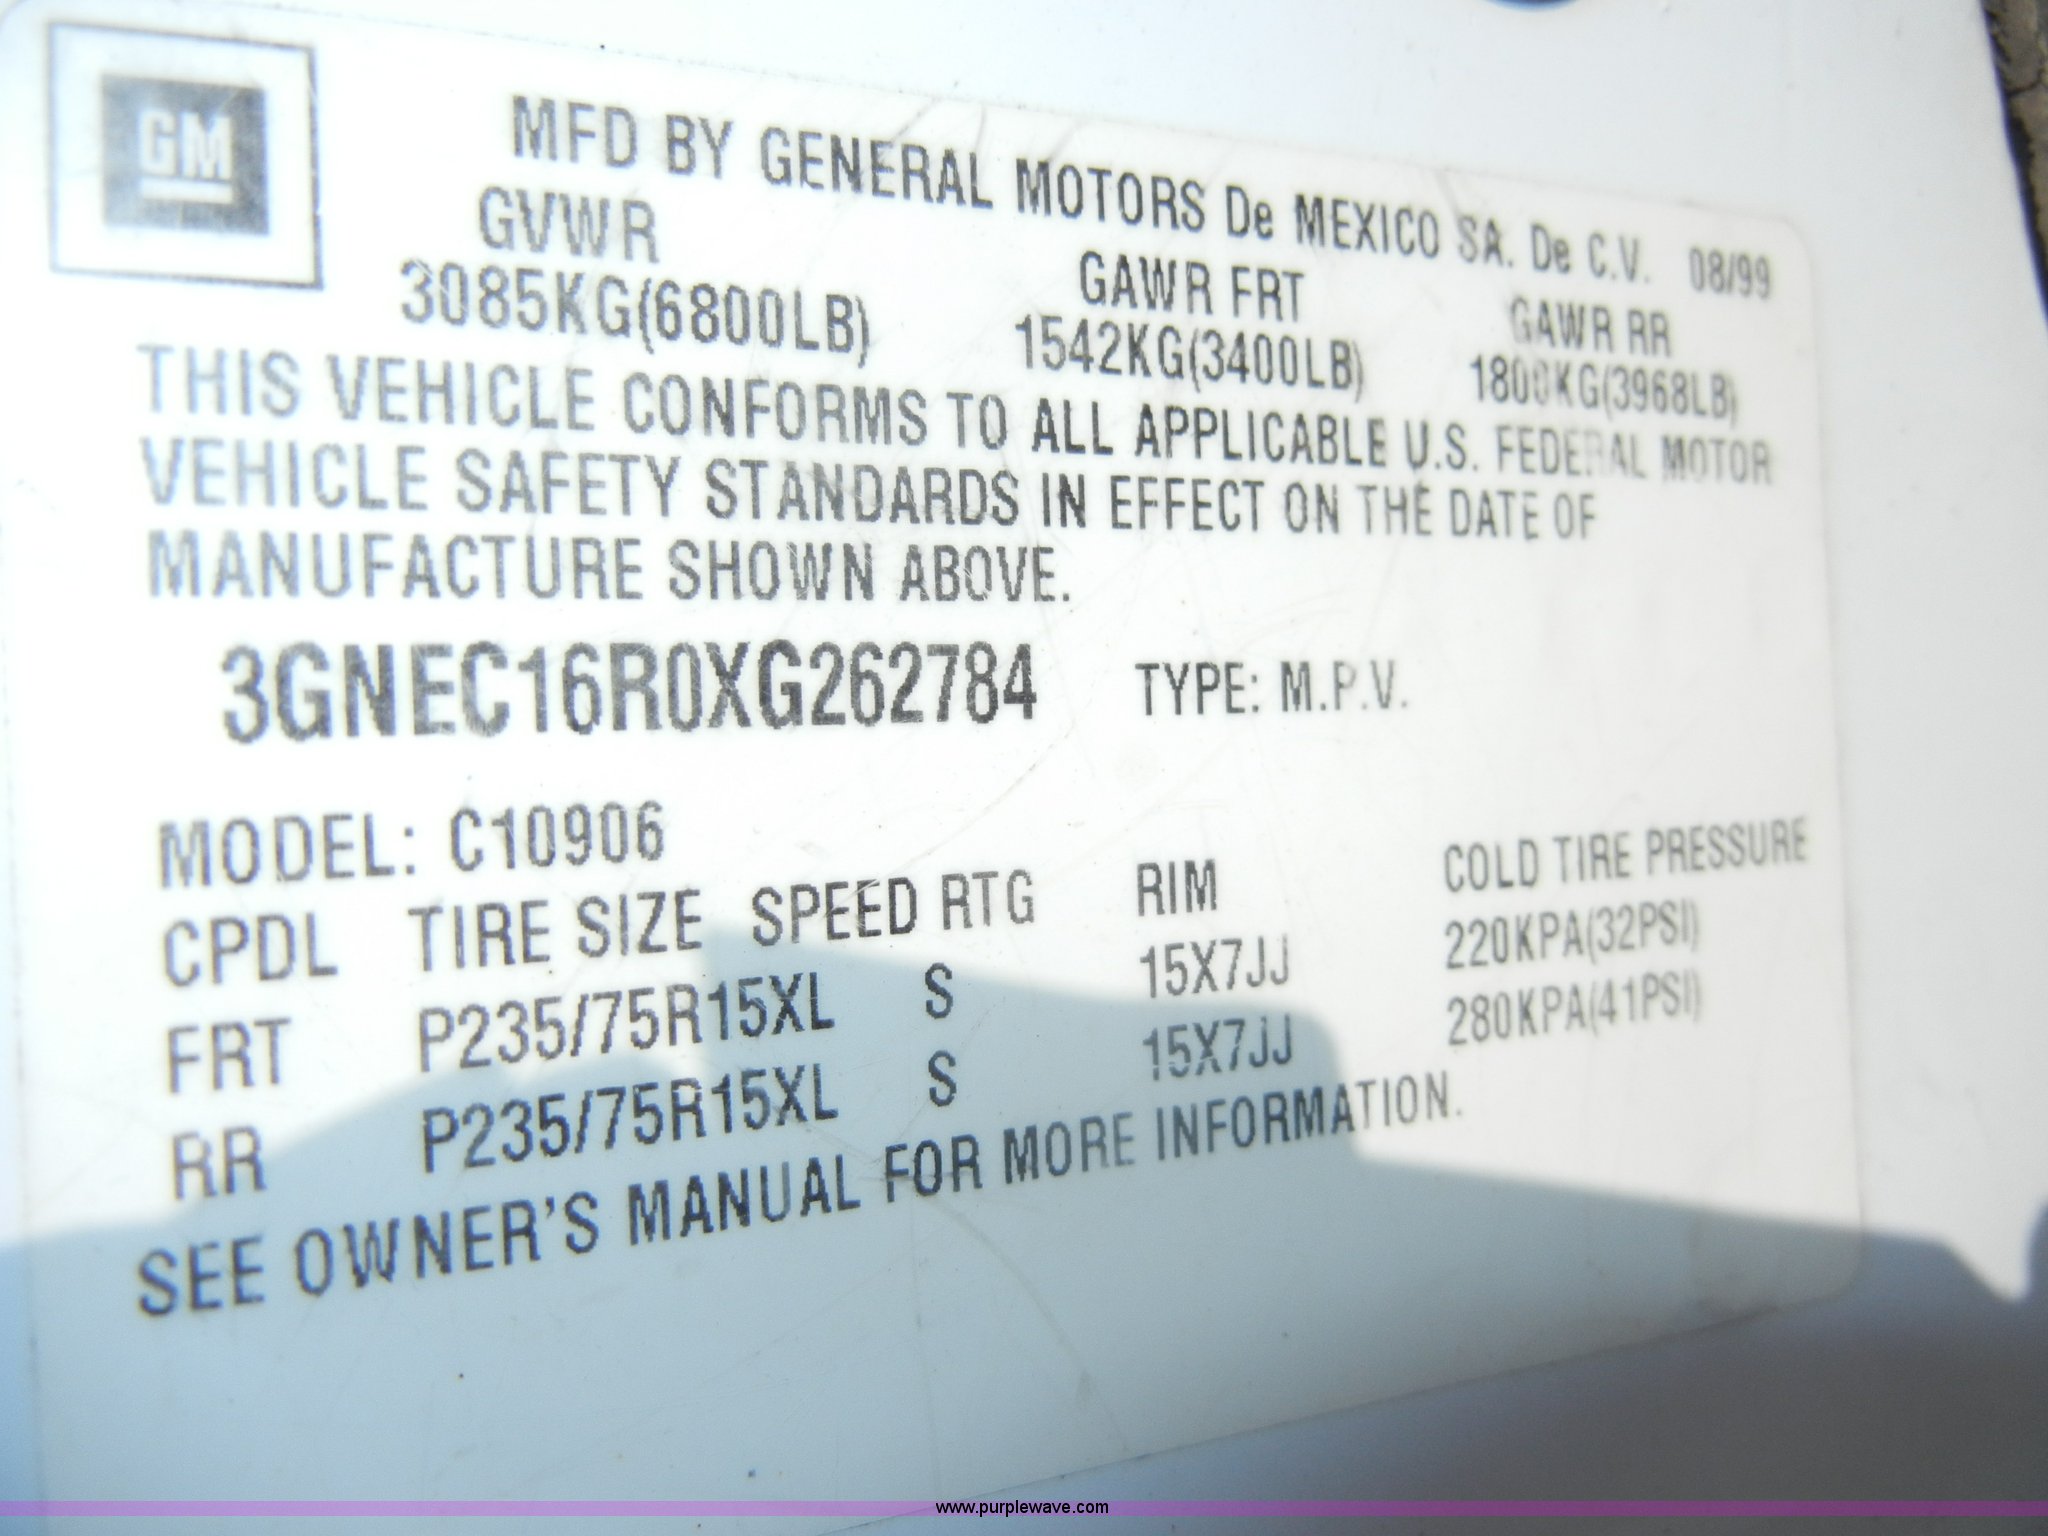 GM
MFD BY GENERAL MOTORS De MEXICO SA. De C.V. 08/99
GVWR GAWR FRT GAWR RR
3085KG(6800LB) 1542KG(3400LB) 1800KG(3968LB)
THIS VEHICLE CONFORMS TO ALL APPLICABLE U.S. FEDERAL MOTOR
VEHICLE SAFETY STANDARDS IN EFFECT ON THE DATE OF
MANUFACTURE SHOWN ABOVE.
3GNEC16R0XG262784 TYPE: M.P.V.
MODEL: C10906
CPDL TIRE SIZE SPEED RTG RIM COLD TIRE PRESSURE
FRT P235/75R15XL S 15X7JJ 220KPA(32PSI)
RR P235/75R15XL S 15X7JJ 280KPA(41PSI)
SEE OWNER'S MANUAL FOR MORE INFORMATION.
www.purplewave.com